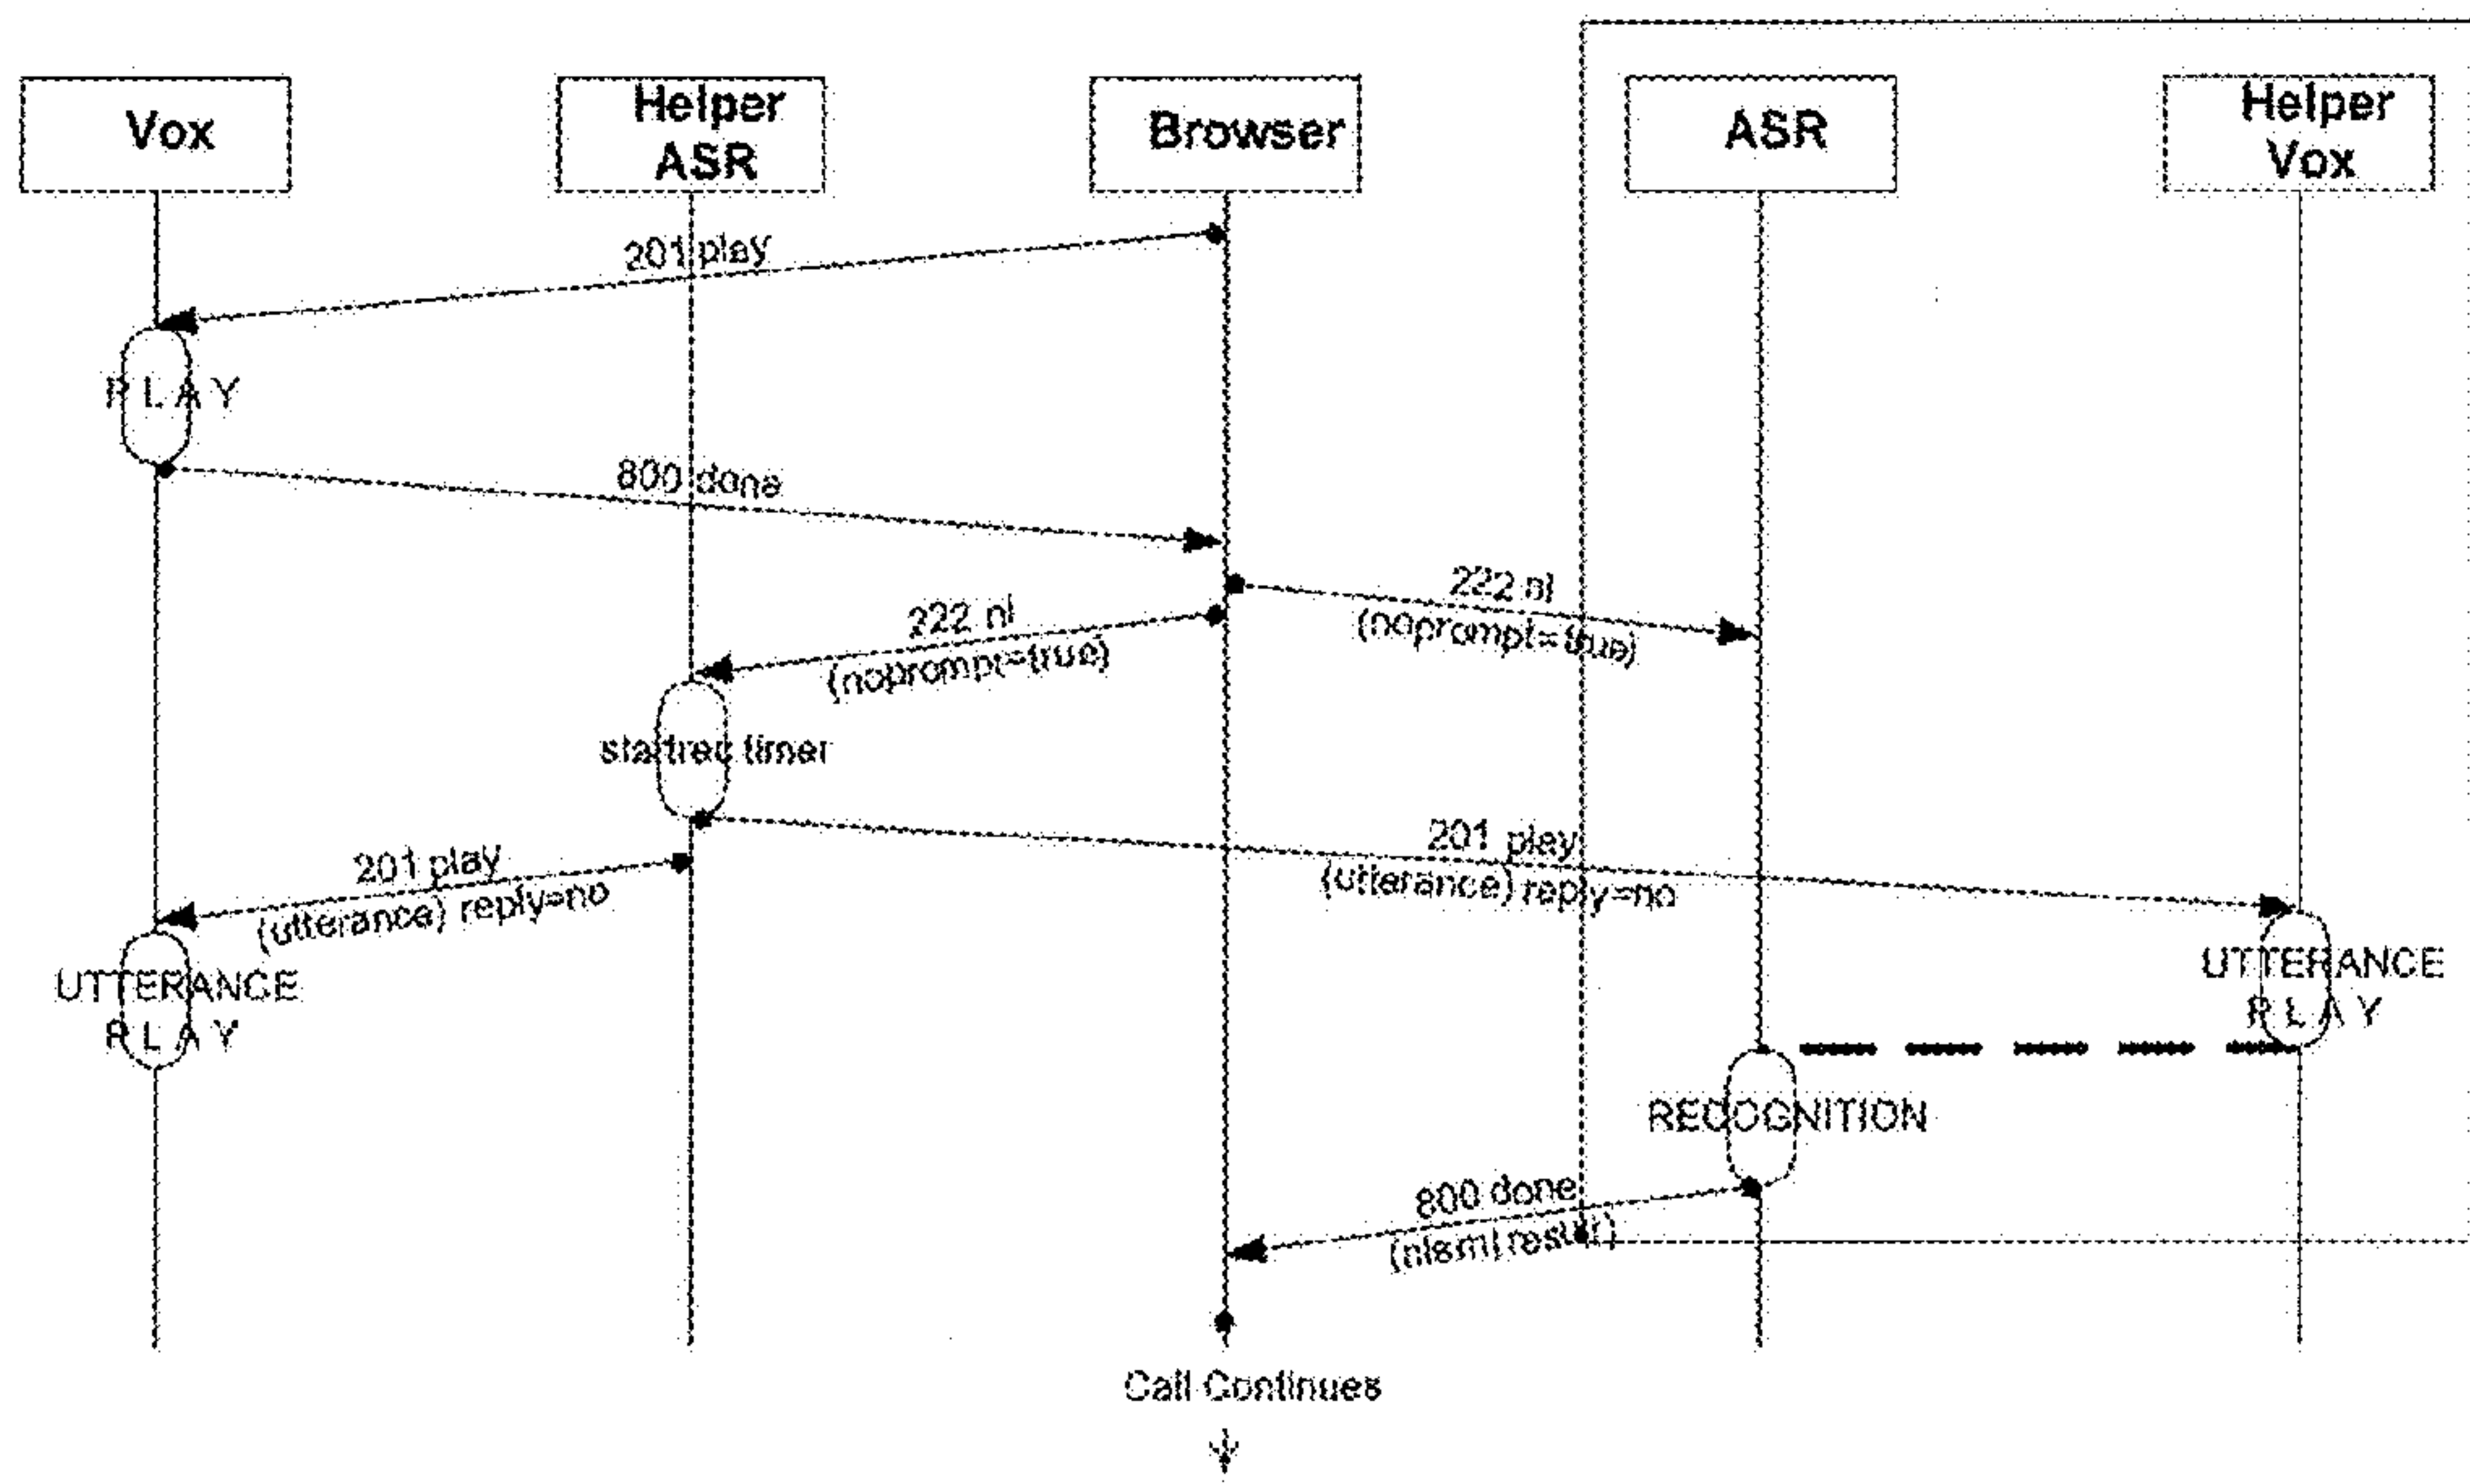 Vox
Helper
ASR
Browser
ASR
Helper
Vox
201 play
PLAY
800 done
222 nl
(noprompt=true)
222 nl
(noprompt=true)
startrec timer
201 play
(utterance) reply=no
201 play
(utterance) reply=no
UTTERANCE
PLAY
UTTERANCE
PLAY
RECOGNITION
800 done
(nlsml result)
Call Continues